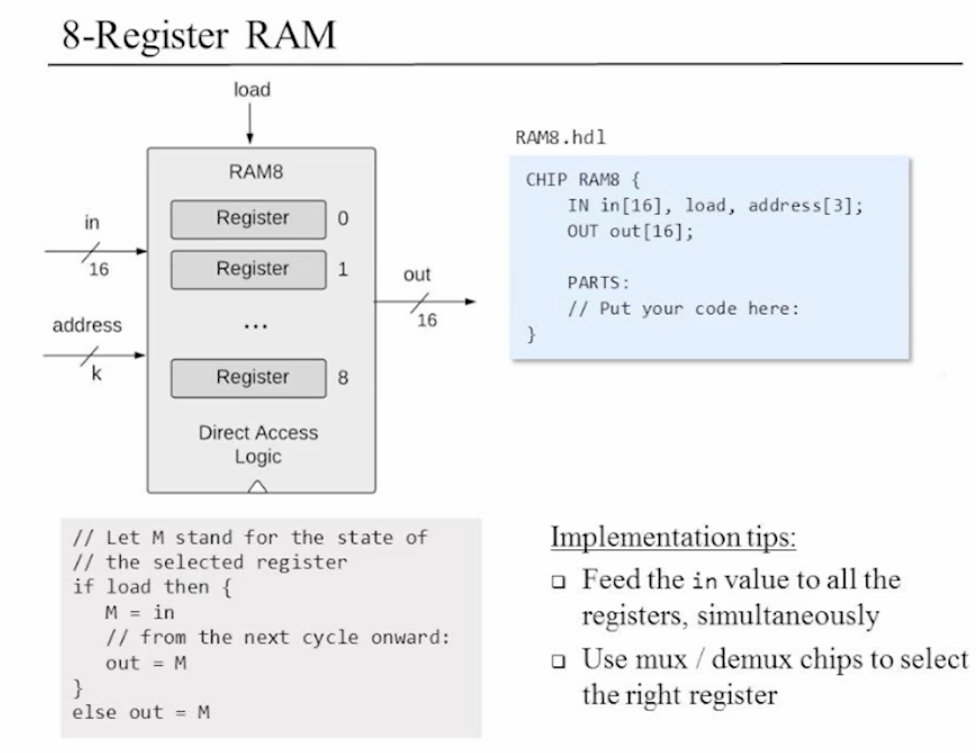 8-Register RAM
load
RAM8
Register 0
in
16
Register 1
out
16
address
k
...
Register 8
Direct Access
Logic
RAM8.hdl
CHIP RAM8 {
IN in[16], load, address[3];
OUT out[16];
PARTS:
// Put your code here:
}
// Let M stand for the state of
// the selected register
if load then {
M = in
// from the next cycle onward:
out = M
}
else out = M
Implementation tips:
❑ Feed the in value to all the
registers, simultaneously
❑ Use mux / demux chips to select
the right register